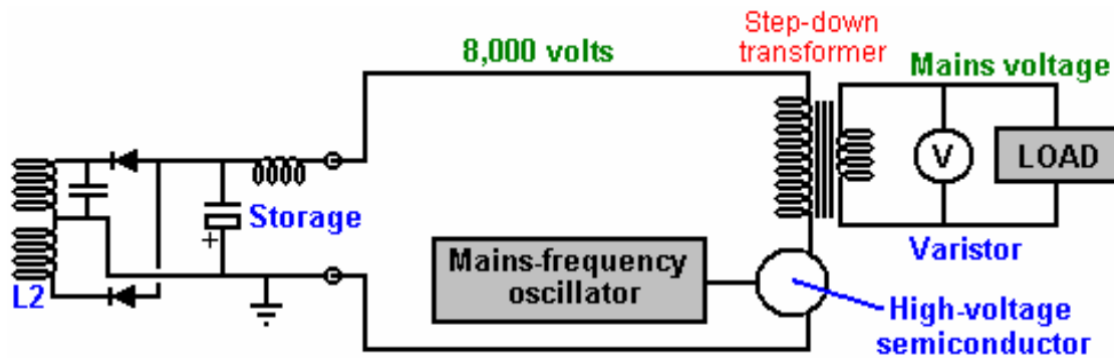 Step-down
transformer
8,000 volts
Mains voltage
V
LOAD
Storage
+
Varistor
Mains-frequency
oscillator
L2
High-voltage
semiconductor